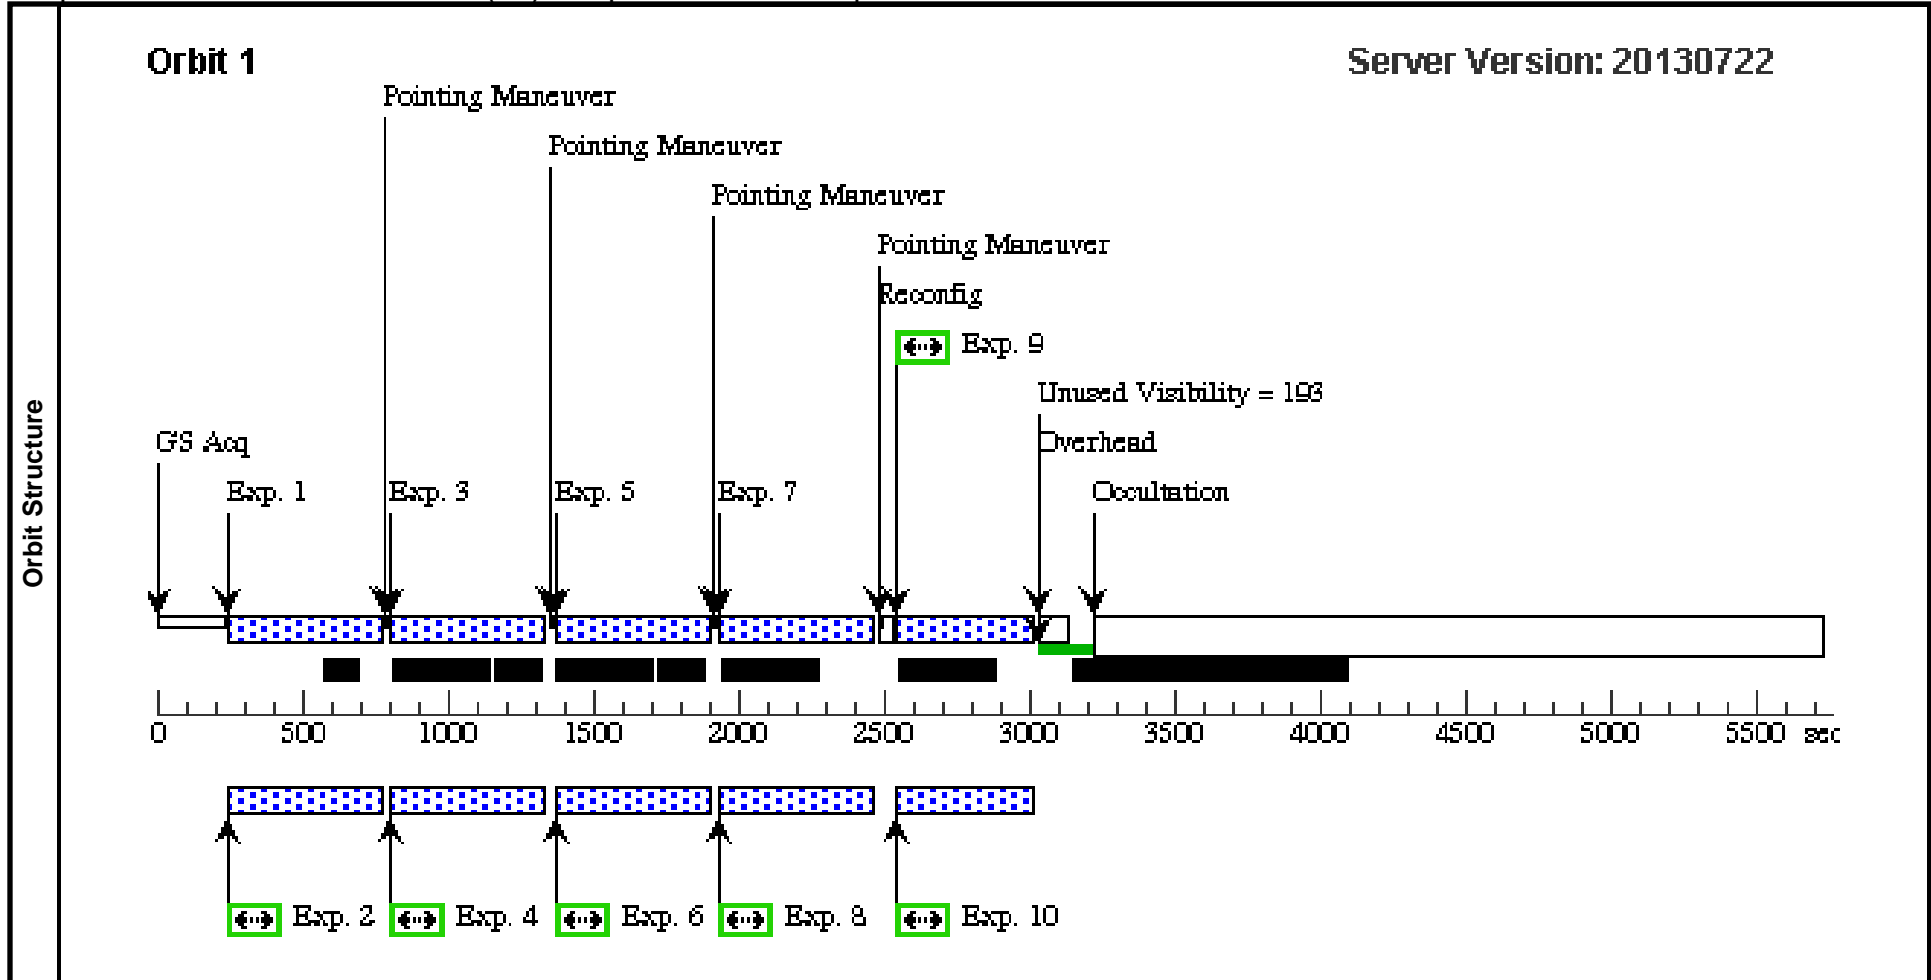 Orbit Structure
Orbit 1
Server Version: 20130722
Pointing Maneuver
Pointing Maneuver
Pointing Maneuver
Pointing Maneuver
Reconfig
Exp. 9
Unused Visibility = 193
Overhead
GS Acq
Exp. 1
Exp. 3
Exp. 5
Exp. 7
Occultation
0 500 1000 1500 2000 2500 3000 3500 4000 4500 5000 5500 sec
Exp. 2
Exp. 4
Exp. 6
Exp. 8
Exp. 10